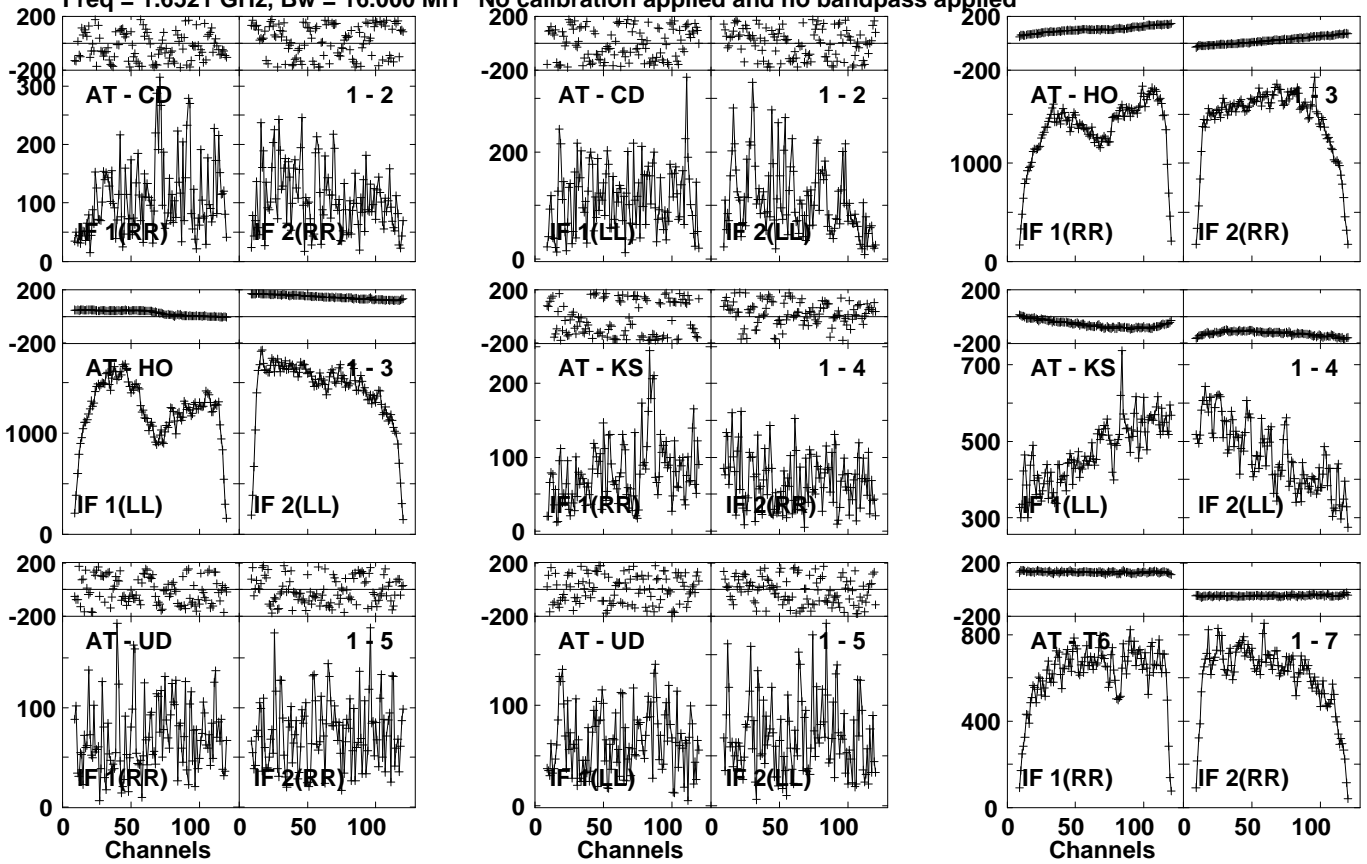 Freq = 1.6521 GHz, Bw = 16.000 MH No calibration applied and no bandpass applied
200 200
-200 -200
300 AT - CD 1 - 2 AT - CD 1 - 2 AT - HO 1 - 3
200 200
100 100 1000
IF 1(RR) IF 2(RR) IF 1(LL) IF 2(LL) IF 1(RR) IF 2(RR)
0 0 0
200 200 200
-200 -200 -200
AT - HO 1 - 3 AT - KS 1 - 4 700 AT - KS 1 - 4
200
1000 100 500
IF 1(LL) IF 2(LL) IF 1(RR) IF 2(RR) 300 IF 1(LL) IF 2(LL)
0 0
200 200 200
-200 -200 -200
AT - UD 1 - 5 AT - UD 1 - 5 800 AT - T6 1 - 7
100 100 400
IF 1(RR) IF 2(RR) IF 1(LL) IF 2(LL) IF 1(RR) IF 2(RR)
0 0 0
0 50 100 0 50 100 0 50 100 0 50 100 0 50 100 0 50 100
Channels Channels Channels